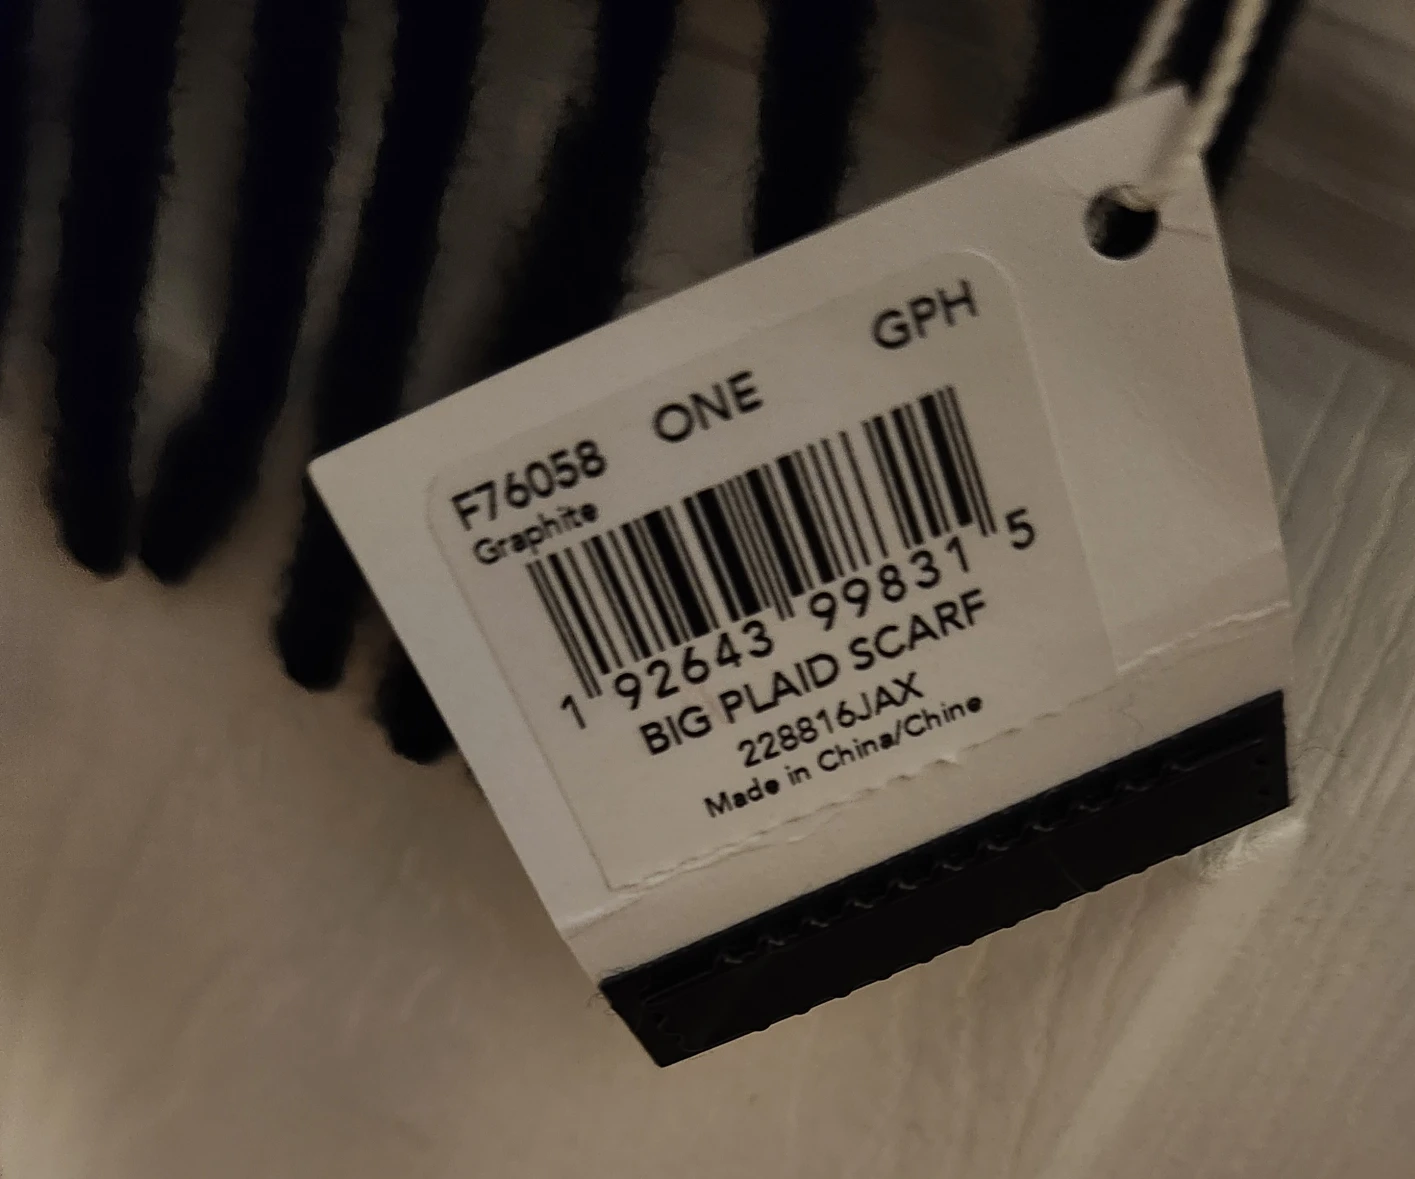 F76058 ONE GPH
Graphite
1 92643 99831 5
BIG PLAID SCARF
228816JAX
Made in China/Chine